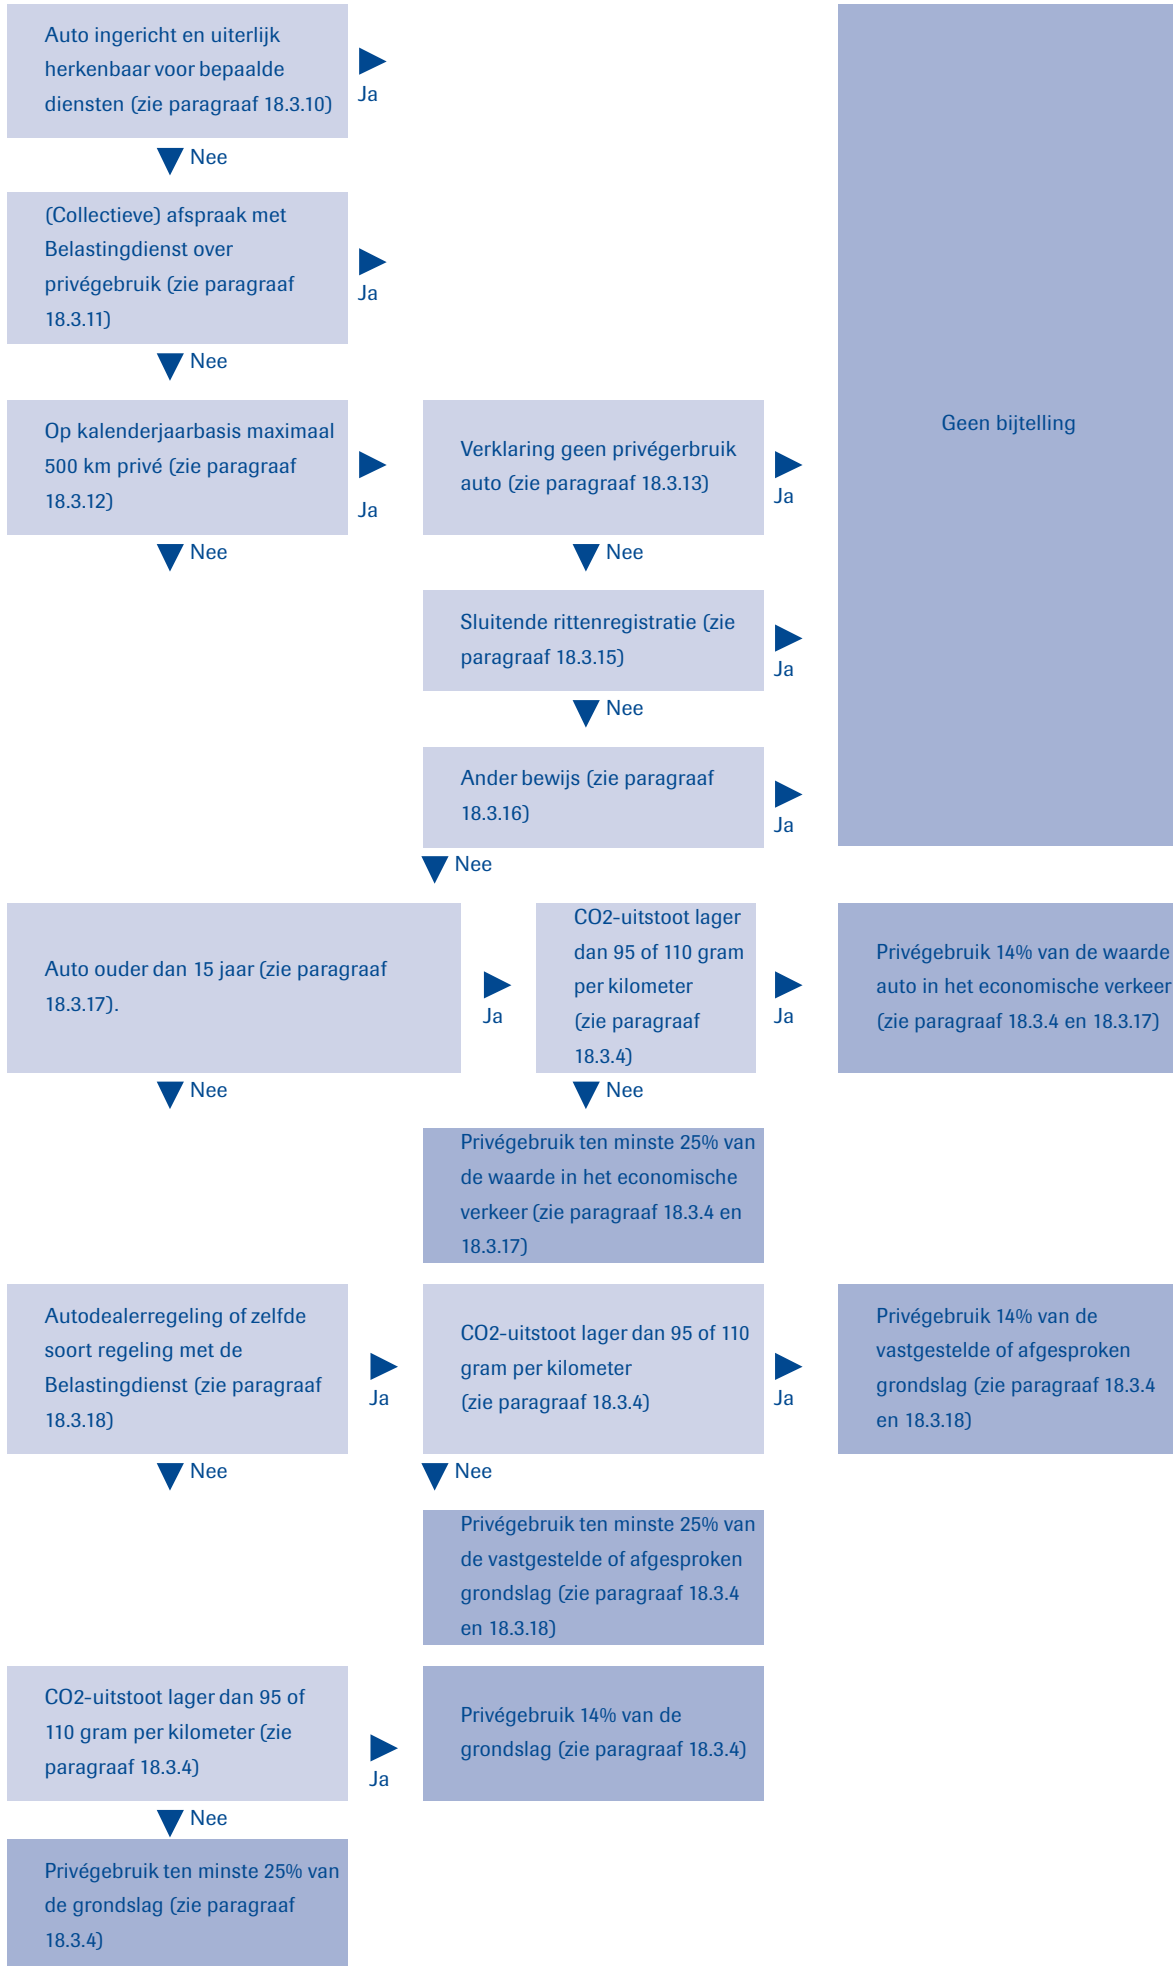 Auto ingericht en uiterlijk
herkenbaar voor bepaalde
diensten (zie paragraaf 18.3.10)
Ja
Nee
(Collectieve) afspraak met
Belastingdienst over
privégebruik (zie paragraaf
18.3.11)
Ja
Nee
Op kalenderjaarbasis maximaal
500 km privé (zie paragraaf
18.3.12)
Ja
Verklaring geen privégerbruik
auto (zie paragraaf 18.3.13)
Ja
Geen bijtelling
Nee
Nee
Sluitende rittenregistratie (zie
paragraaf 18.3.15)
Ja
Nee
Ander bewijs (zie paragraaf
18.3.16)
Ja
Nee
Auto ouder dan 15 jaar (zie paragraaf
18.3.17).
Ja
CO2-uitstoot lager
dan 95 of 110 gram
per kilometer
(zie paragraaf
18.3.4)
Ja
Privégebruik 14% van de waarde
auto in het economische verkeer
(zie paragraaf 18.3.4 en 18.3.17)
Nee
Nee
Privégebruik ten minste 25% van
de waarde in het economische
verkeer (zie paragraaf 18.3.4 en
18.3.17)
Autodealerregeling of zelfde
soort regeling met de
Belastingdienst (zie paragraaf
18.3.18)
Ja
CO2-uitstoot lager dan 95 of 110
gram per kilometer
(zie paragraaf 18.3.4)
Ja
Privégebruik 14% van de
vastgestelde of afgesproken
grondslag (zie paragraaf 18.3.4
en 18.3.18)
Nee
Nee
Privégebruik ten minste 25% van
de vastgestelde of afgesproken
grondslag (zie paragraaf 18.3.4
en 18.3.18)
CO2-uitstoot lager dan 95 of
110 gram per kilometer (zie
paragraaf 18.3.4)
Ja
Privégebruik 14% van de
grondslag (zie paragraaf 18.3.4)
Nee
Privégebruik ten minste 25% van
de grondslag (zie paragraaf
18.3.4)